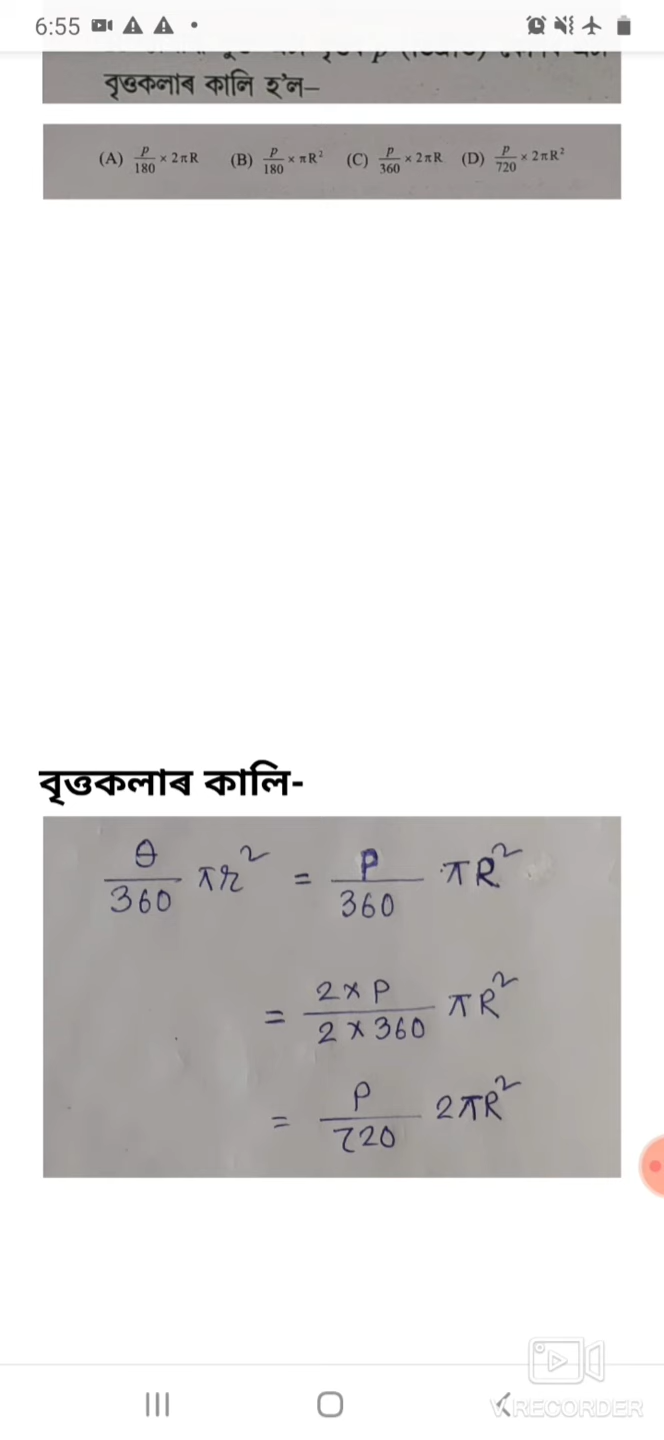 6:55
বৃত্তকলাৰ কালি হ'ল–
(A) P/180 × 2πR (B) P/180 × πR² (C) P/360 × 2πR (D) P/720 × 2πR²
বৃত্তকলাৰ কালি-
θ/360 πr² = P/360 πR²
= 2×P/2×360 πR²
= P/720 2πR²
V.RECORDER